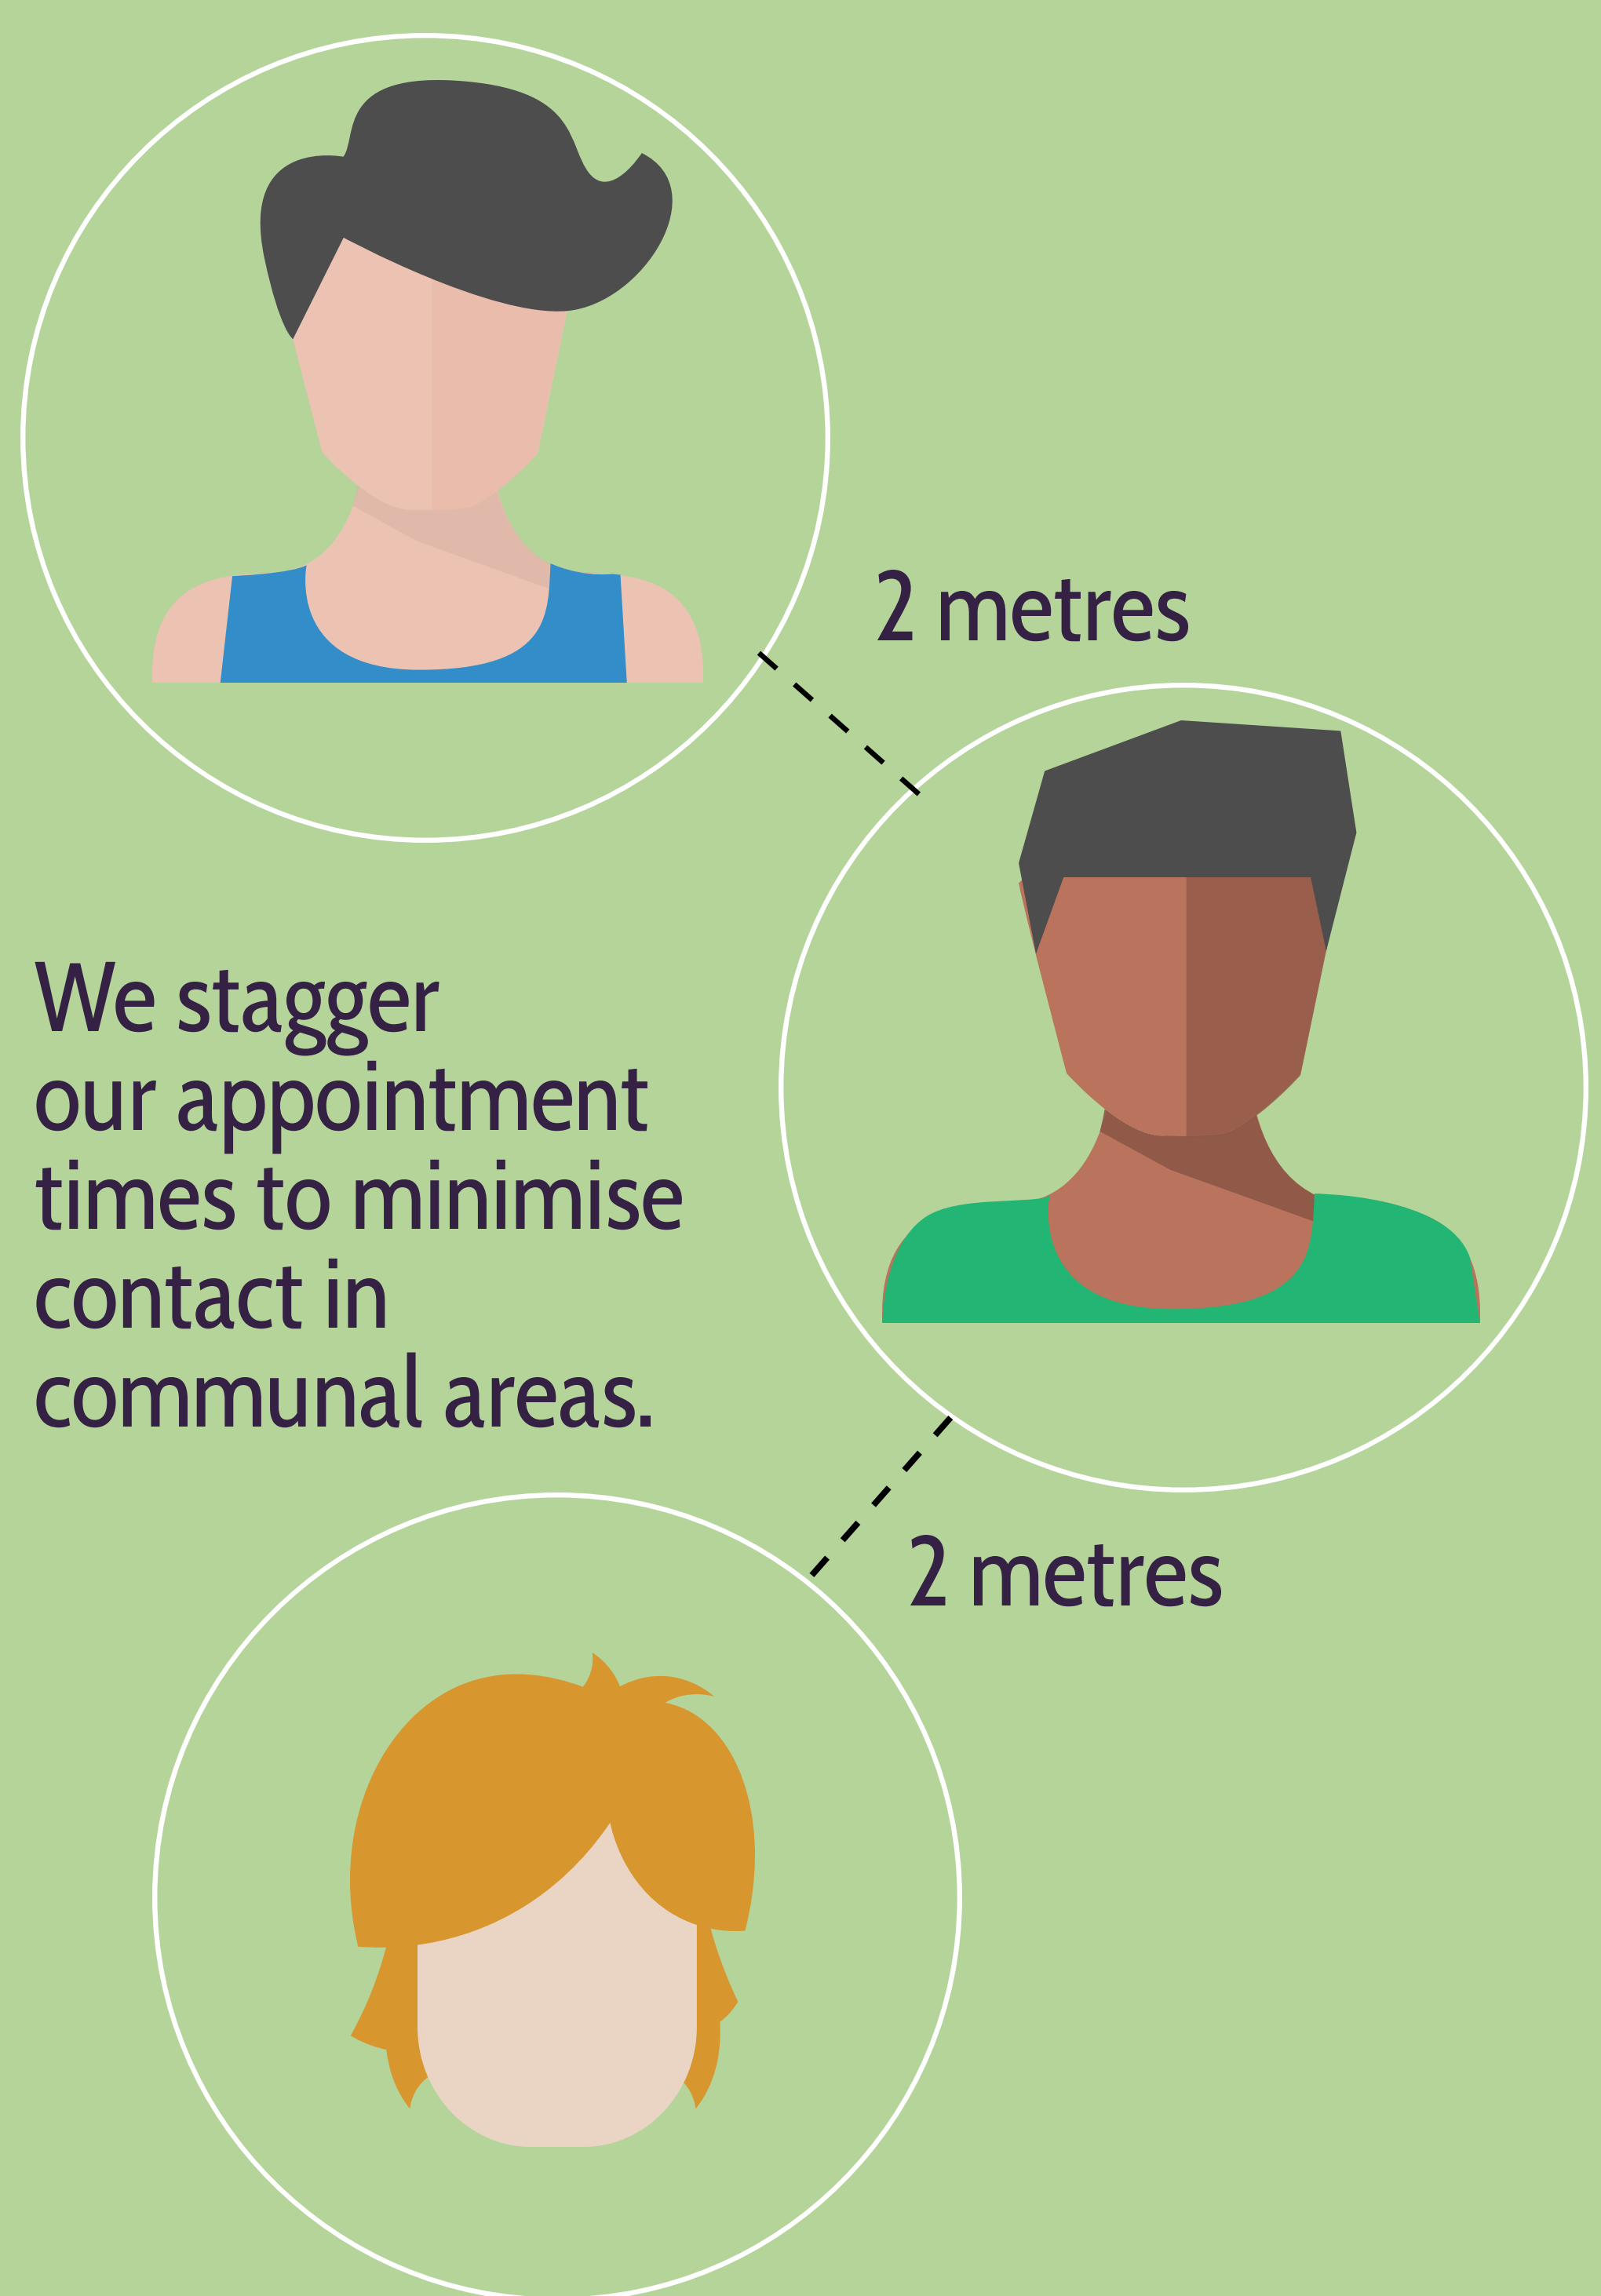 2 metres
We stagger
our appointment
times to minimise
contact in
communal areas.
2 metres